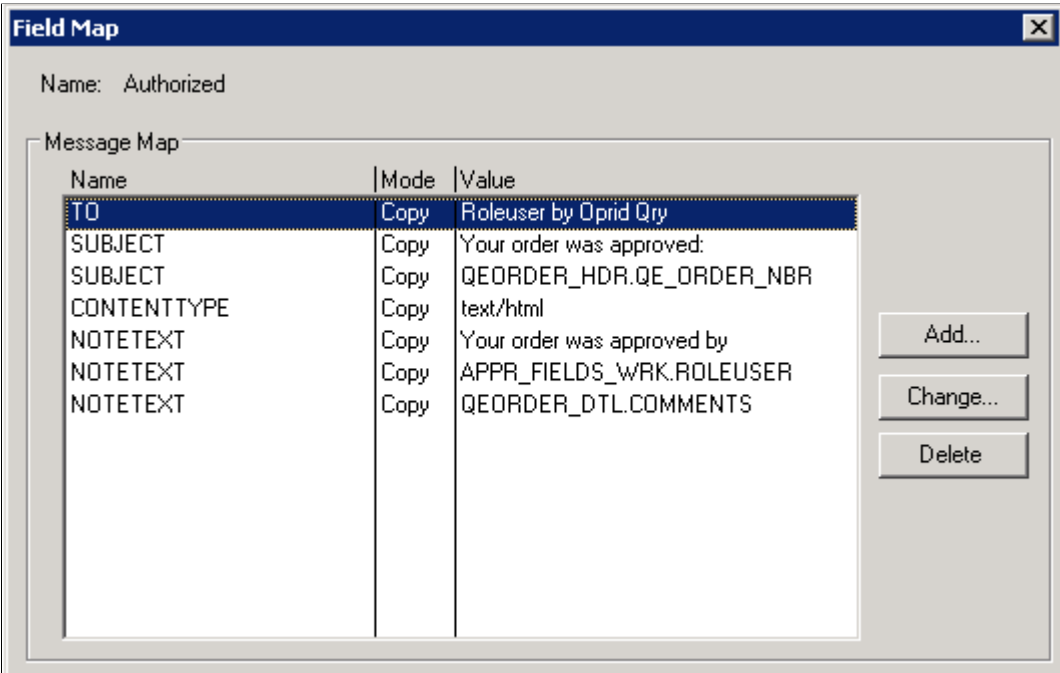 Field Map
Name: Authorized
Message Map
Name Mode Value
TO Copy Roleuser by Oprid Qry
SUBJECT Copy Your order was approved:
SUBJECT Copy QEORDER_HDR.QE_ORDER_NBR
CONTENTTYPE Copy text/html
NOTETEXT Copy Your order was approved by
NOTETEXT Copy APPR_FIELDS_WRK.ROLEUSER
NOTETEXT Copy QEORDER_DTL.COMMENTS
Add...
Change...
Delete